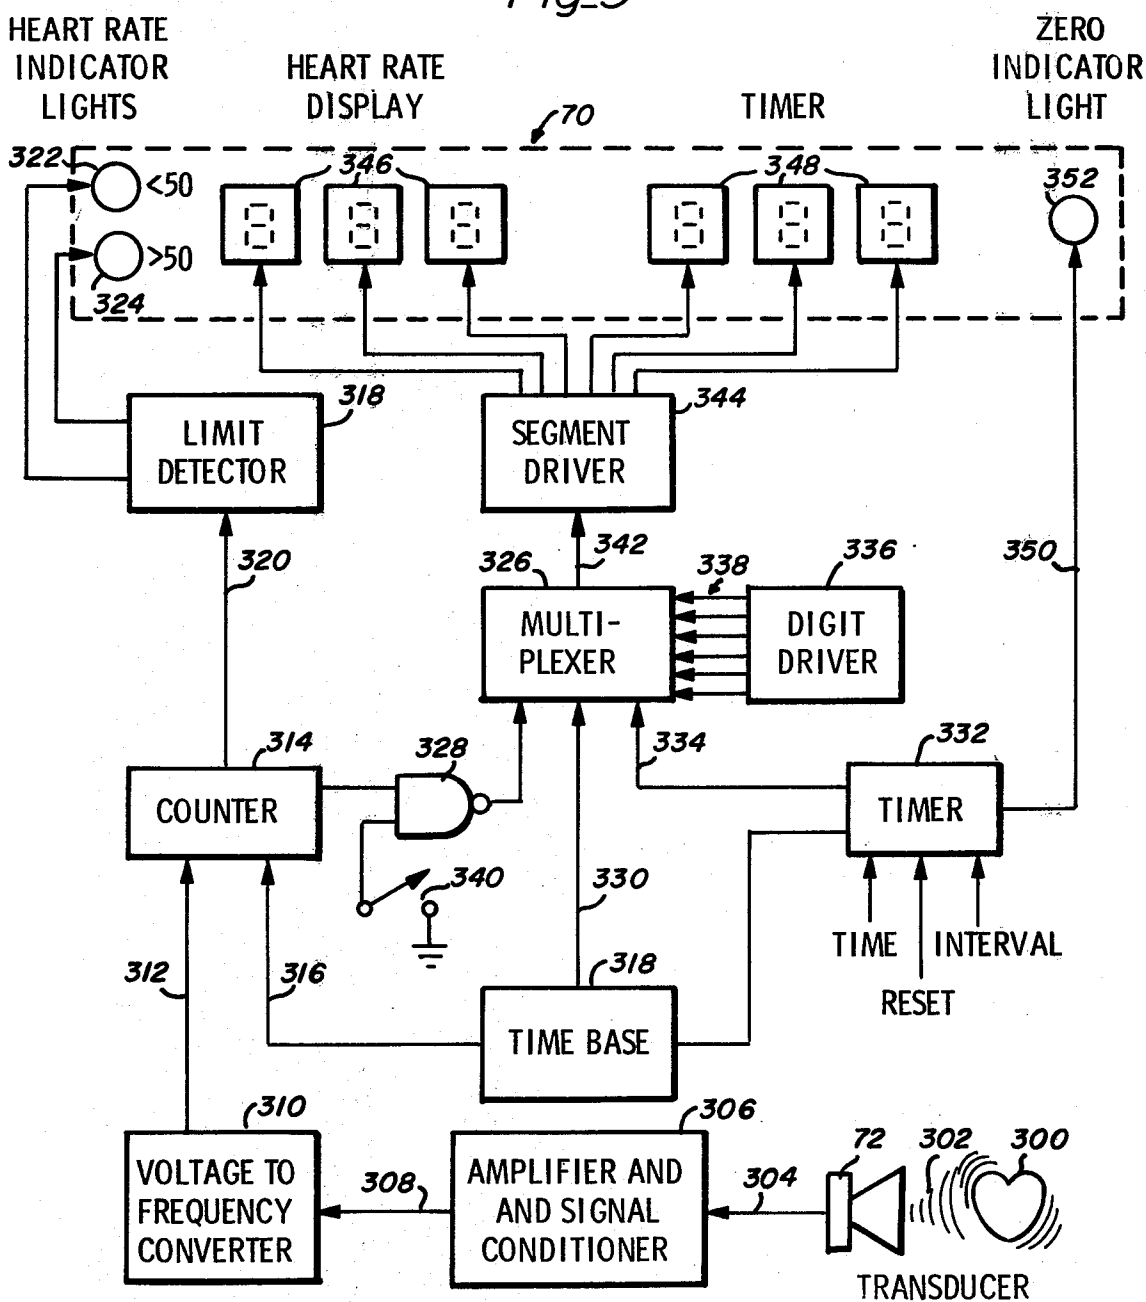 HEART RATE
INDICATOR
LIGHTS
HEART RATE
DISPLAY
TIMER
ZERO
INDICATOR
LIGHT
70
322
<50
346
348
352
324
>50
318
LIMIT
DETECTOR
344
SEGMENT
DRIVER
320
342
350
326
MULTI-
PLEXER
338
336
DIGIT
DRIVER
314
COUNTER
328
334
332
TIMER
340
330
TIME
INTERVAL
RESET
312
316
318
TIME BASE
310
VOLTAGE TO
FREQUENCY
CONVERTER
308
306
AMPLIFIER AND
AND SIGNAL
CONDITIONER
304
72
302
300
TRANSDUCER